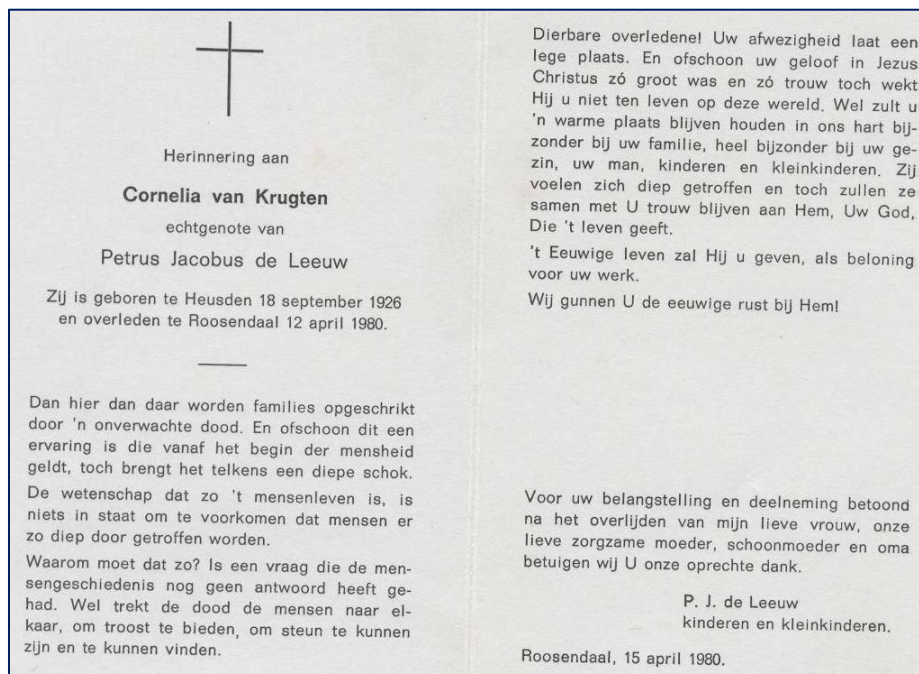 Herinnering aan
Cornelia van Krugten
echtgenote van
Petrus Jacobus de Leeuw
Zij is geboren te Heusden 18 september 1926
en overleden te Roosendaal 12 april 1980.
Dan hier dan daar worden families opgeschrikt
door 'n onverwachte dood. En ofschoon dit een
ervaring is die vanaf het begin der mensheid
geldt, toch brengt het telkens een diepe schok.
De wetenschap dat zo 't mensenleven is, is
niets in staat om te voorkomen dat mensen er
zo diep door getroffen worden.
Waarom moet dat zo? Is een vraag die de men-
sengeschiedenis nog geen antwoord heeft ge-
had. Wel trekt de dood de mensen naar el-
kaar, om troost te bieden, om steun te kunnen
zijn en te kunnen vinden.
Dierbare overledene! Uw afwezigheid laat een
lege plaats. En ofschoon uw geloof in Jezus
Christus zó groot was en zó trouw toch wekt
Hij u niet ten leven op deze wereld. Wel zult u
'n warme plaats blijven houden in ons hart bij-
zonder bij uw familie, heel bijzonder bij uw ge-
zin, uw man, kinderen en kleinkinderen. Zij
voelen zich diep getroffen en toch zullen ze
samen met U trouw blijven aan Hem, Uw God,
Die 't leven geeft.
't Eeuwige leven zal Hij u geven, als beloning
voor uw werk.
Wij gunnen U de eeuwige rust bij Hem!
Voor uw belangstelling en deelneming betoond
na het overlijden van mijn lieve vrouw, onze
lieve zorgzame moeder, schoonmoeder en oma
betuigen wij U onze oprechte dank.
P. J. de Leeuw
kinderen en kleinkinderen.
Roosendaal, 15 april 1980.